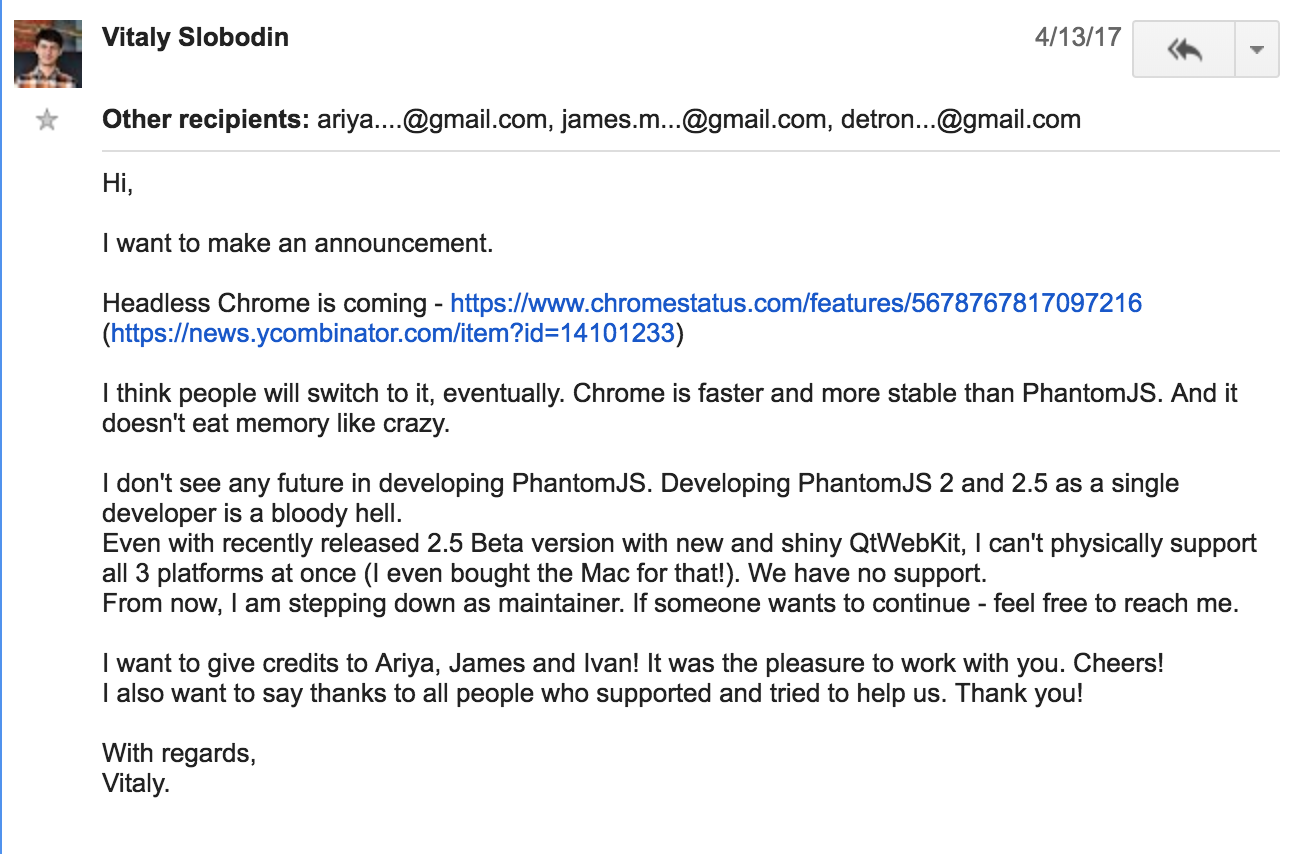 Vitaly Slobodin
4/13/17
Other recipients: ariya....@gmail.com, james.m...@gmail.com, detron...@gmail.com
Hi,
I want to make an announcement.
Headless Chrome is coming - https://www.chromestatus.com/features/5678767817097216
(https://news.ycombinator.com/item?id=14101233)
I think people will switch to it, eventually. Chrome is faster and more stable than PhantomJS. And it
doesn't eat memory like crazy.
I don't see any future in developing PhantomJS. Developing PhantomJS 2 and 2.5 as a single
developer is a bloody hell.
Even with recently released 2.5 Beta version with new and shiny QtWebKit, I can't physically support
all 3 platforms at once (I even bought the Mac for that!). We have no support.
From now, I am stepping down as maintainer. If someone wants to continue - feel free to reach me.
I want to give credits to Ariya, James and Ivan! It was the pleasure to work with you. Cheers!
I also want to say thanks to all people who supported and tried to help us. Thank you!
With regards,
Vitaly.